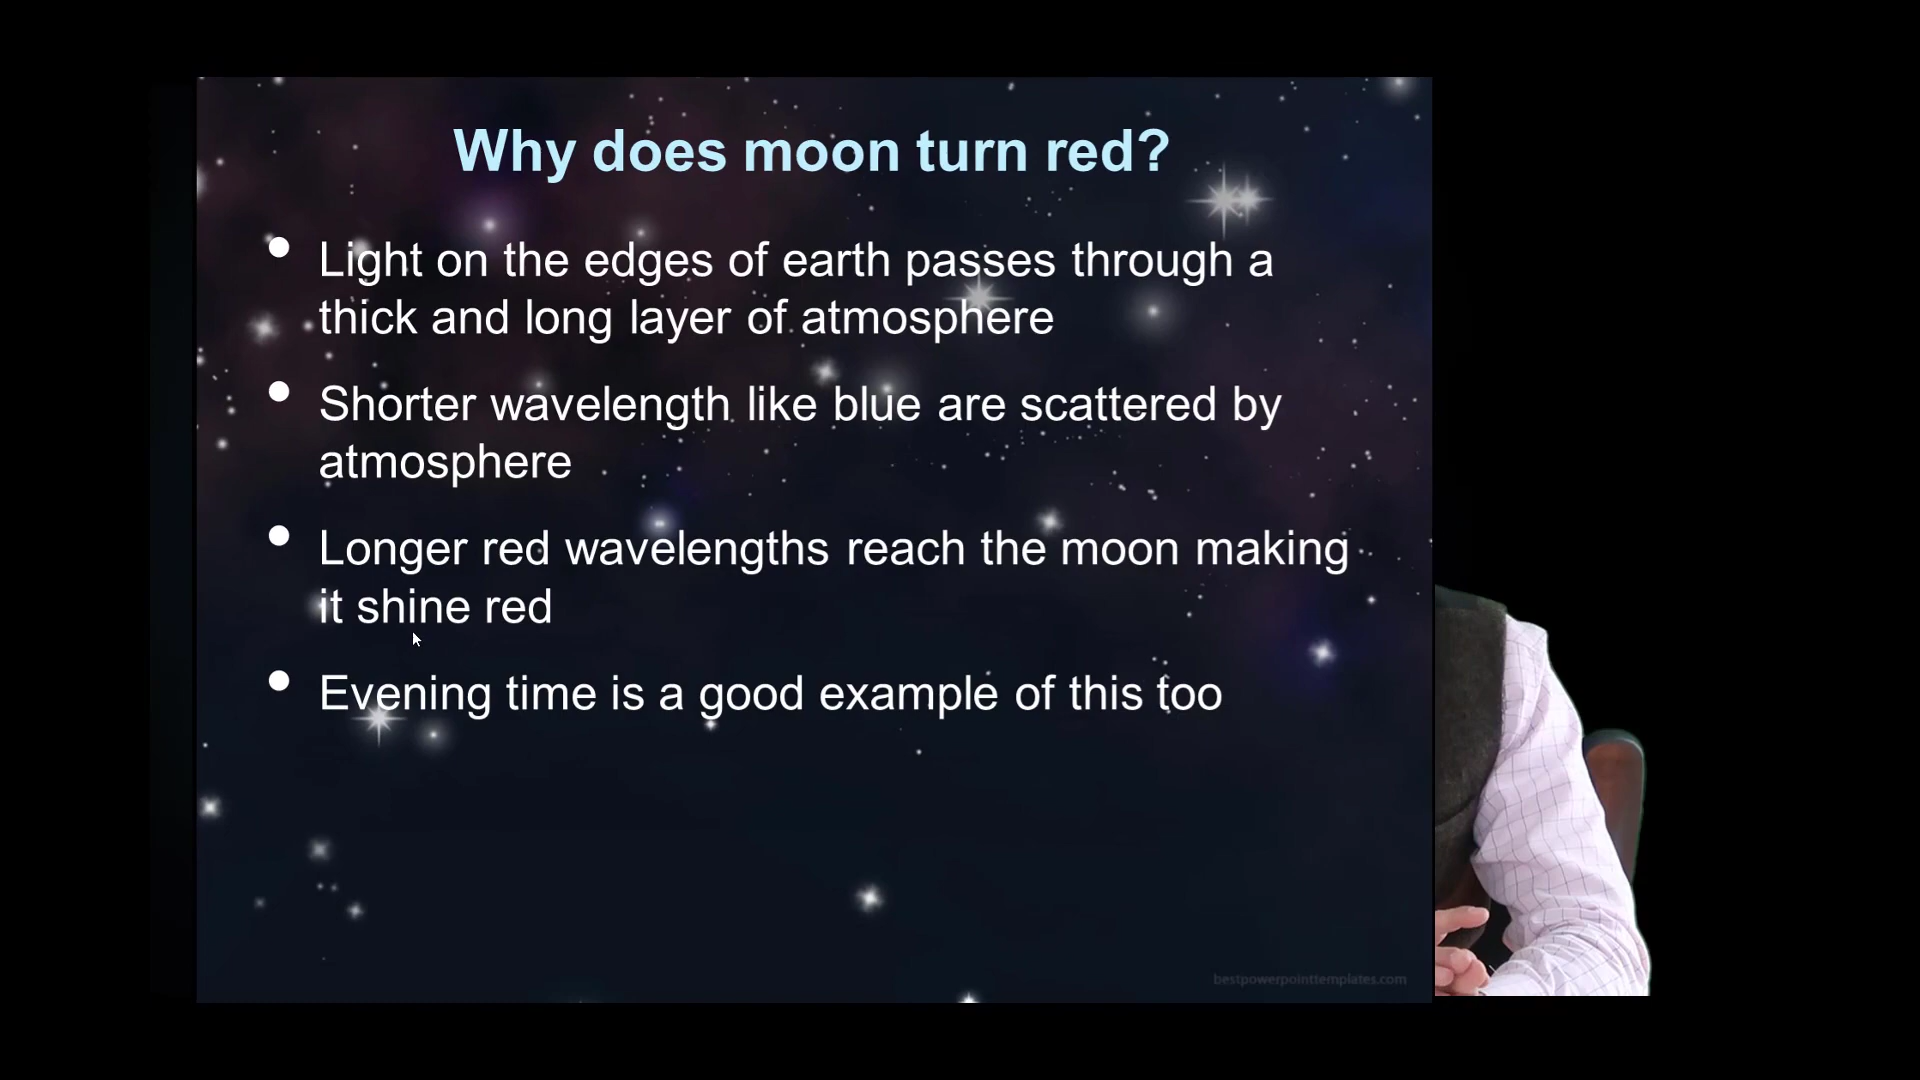 Why does moon turn red?
• Light on the edges of earth passes through a
thick and long layer of atmosphere
• Shorter wavelength like blue are scattered by
atmosphere
• Longer red wavelengths reach the moon making
it shine red
• Evening time is a good example of this too
bestpowerpointtemplates.com